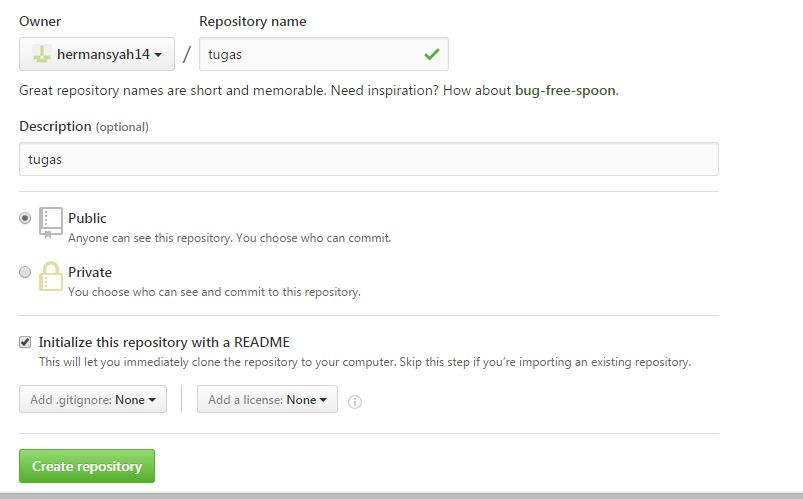 Owner Repository name
hermansyah14 / tugas
Great repository names are short and memorable. Need inspiration? How about bug-free-spoon.
Description (optional)
tugas
Public
Anyone can see this repository. You choose who can commit.
Private
You choose who can see and commit to this repository.
Initialize this repository with a README
This will let you immediately clone the repository to your computer. Skip this step if you’re importing an existing repository.
Add .gitignore: None Add a license: None
Create repository